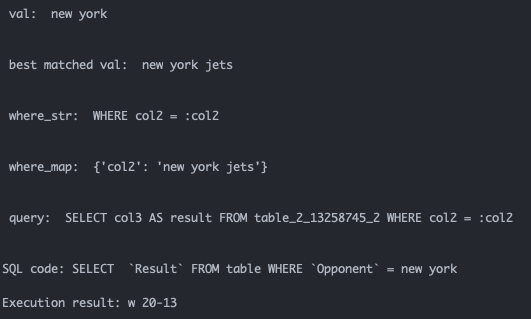 val:  new york
best matched val:  new york jets
where_str:  WHERE col2 = :col2
where_map:  {'col2': 'new york jets'}
query:  SELECT col3 AS result FROM table_2_13258745_2 WHERE col2 = :col2
SQL code: SELECT  `Result` FROM table WHERE `Opponent` = new york
Execution result: w 20-13